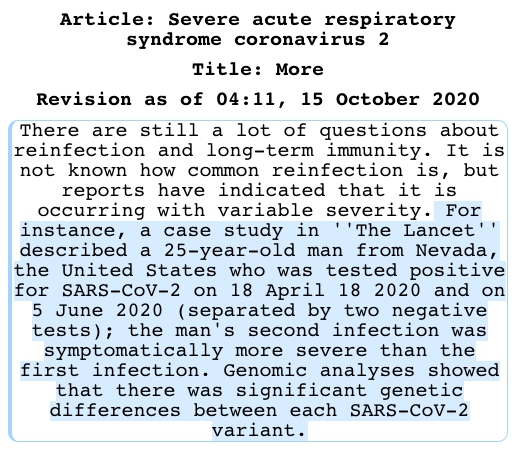 Article: Severe acute respiratory
syndrome coronavirus 2
Title: More
Revision as of 04:11, 15 October 2020
There are still a lot of questions about
reinfection and long-term immunity. It is
not known how common reinfection is, but
reports have indicated that it is
occurring with variable severity. For
instance, a case study in ''The Lancet''
described a 25-year-old man from Nevada,
the United States who was tested positive
for SARS-CoV-2 on 18 April 18 2020 and on
5 June 2020 (separated by two negative
tests); the man's second infection was
symptomatically more severe than the
first infection. Genomic analyses showed
that there was significant genetic
differences between each SARS-CoV-2
variant.